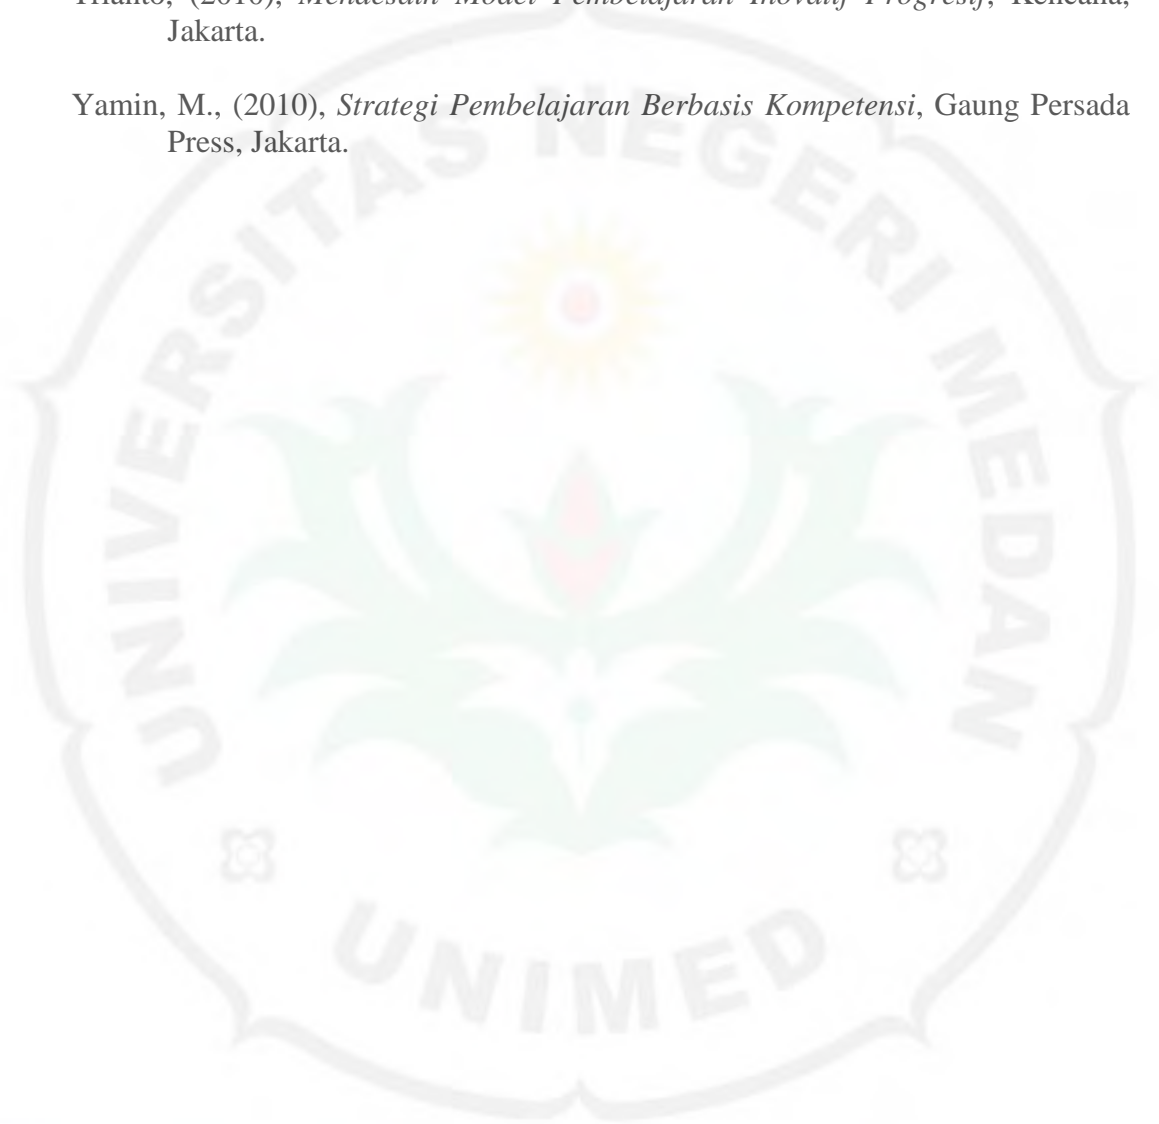 Trianto, (2010), Mendesain Model Pembelajaran Inovatif Progresif, Kencana,
Jakarta.
Yamin, M., (2010), Strategi Pembelajaran Berbasis Kompetensi, Gaung Persada
Press, Jakarta.
UNIVERSITAS NEGERI MEDAN
UNIMED